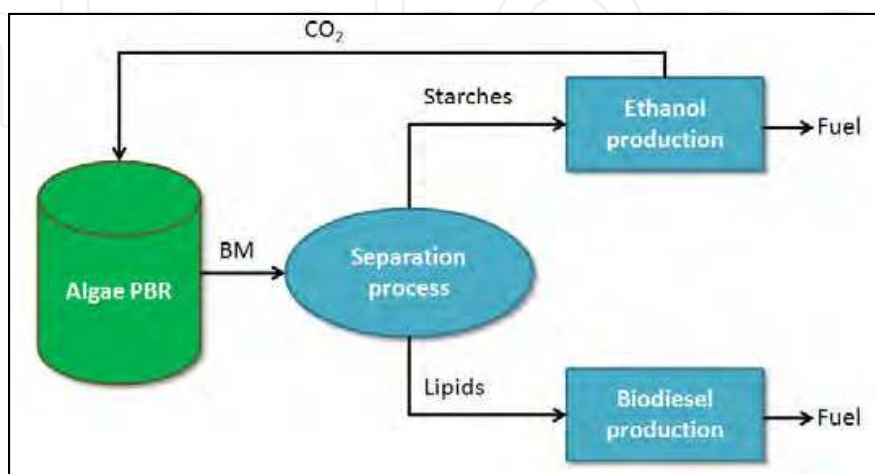 CO₂
Starches
Ethanol
production
Fuel
BM
Algae PBR
Separation
process
Lipids
Biodiesel
production
Fuel